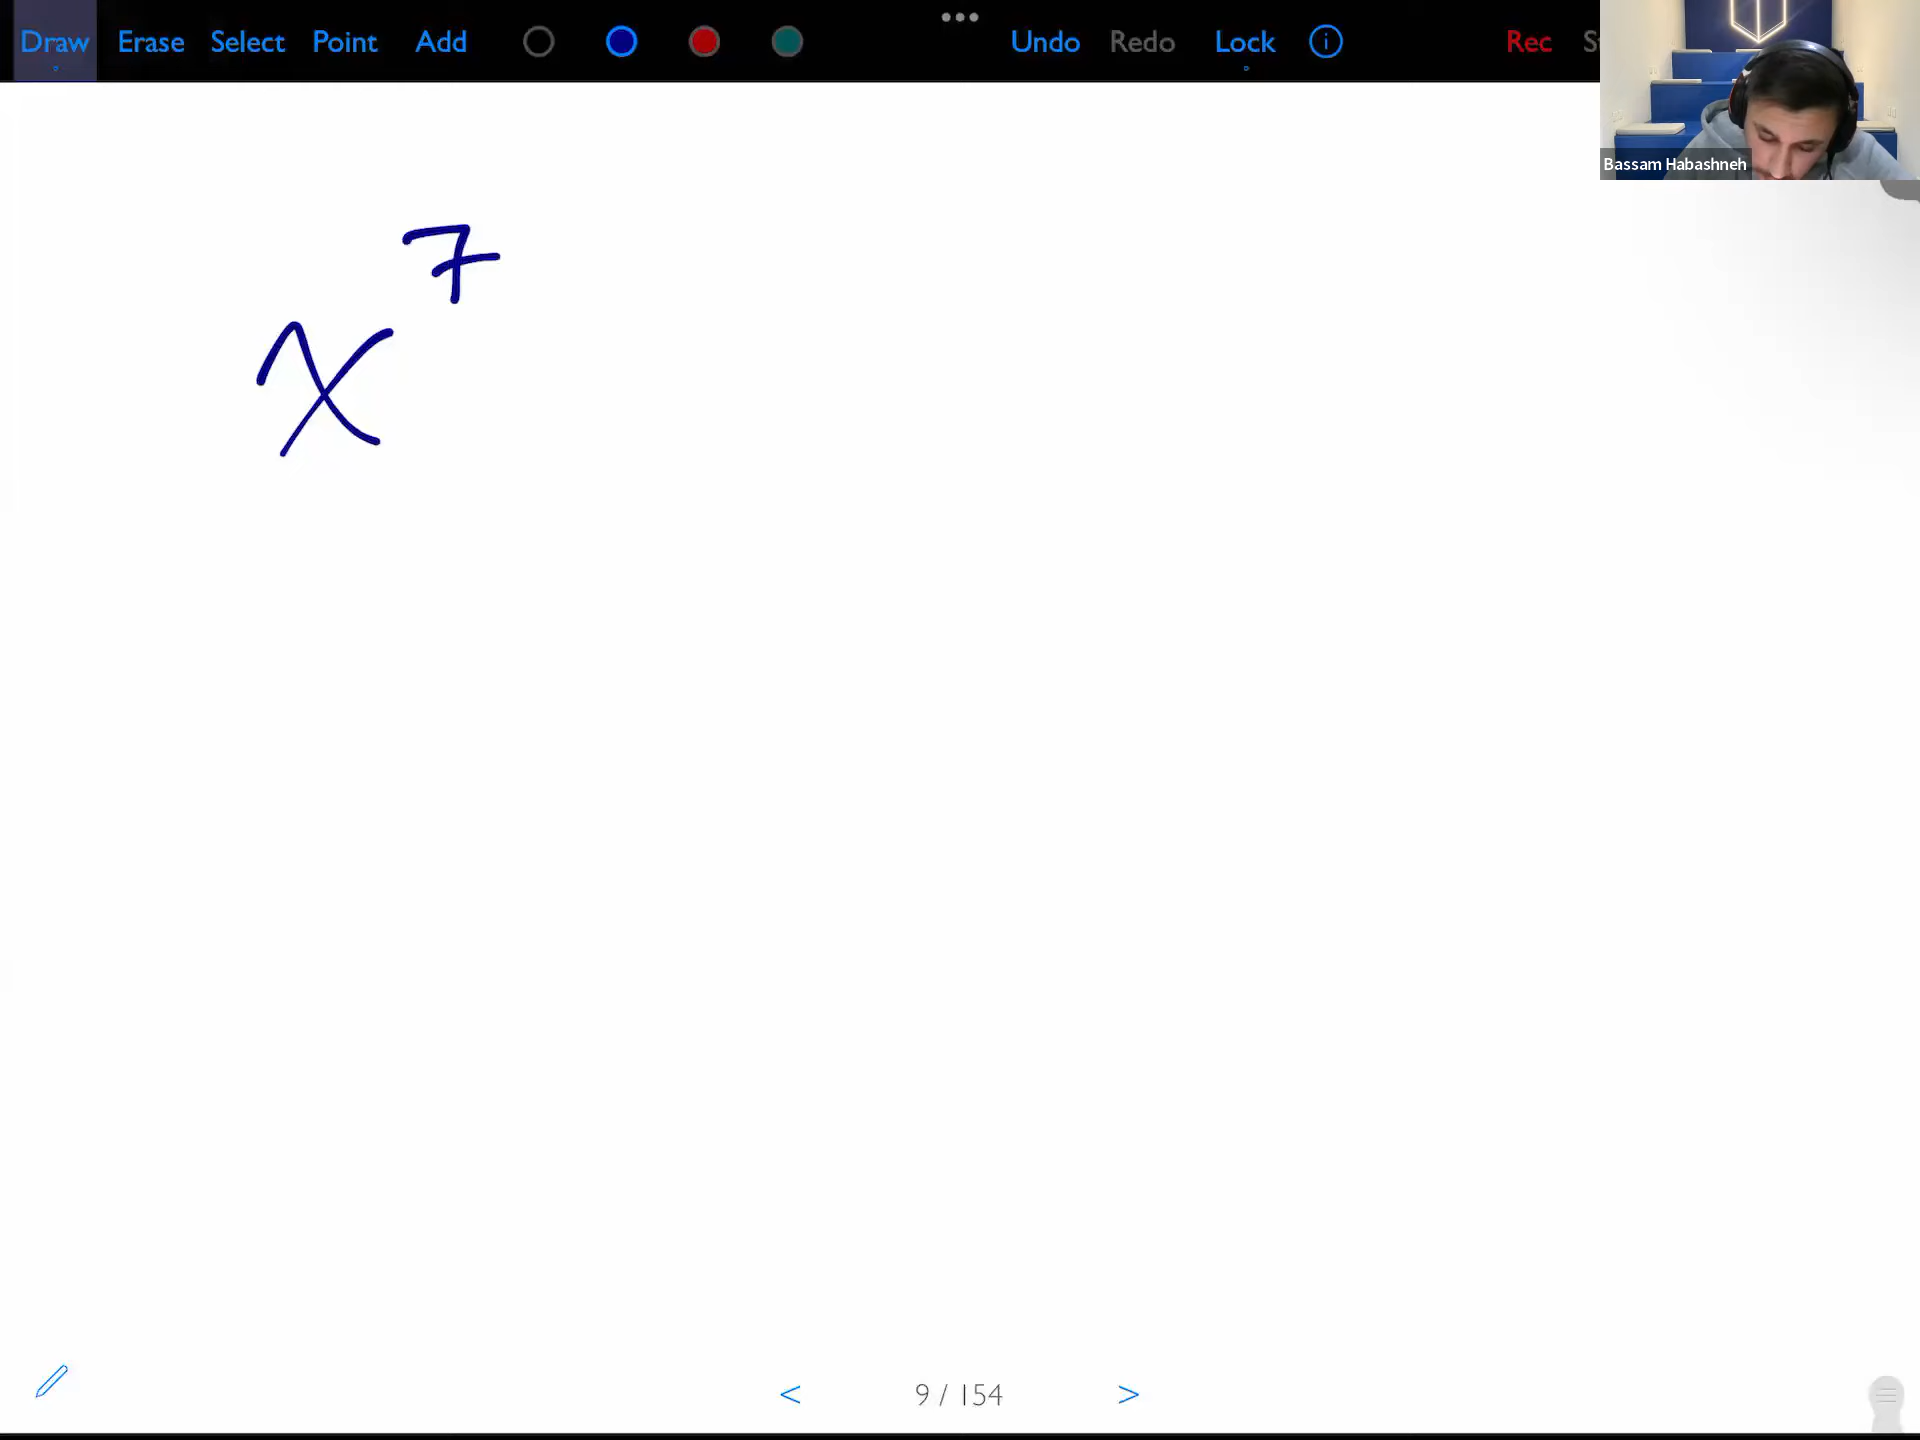 Draw Erase Select Point Add Undo Redo Lock Rec
Bassam Habashneh
x⁷
< 9 / 154 >